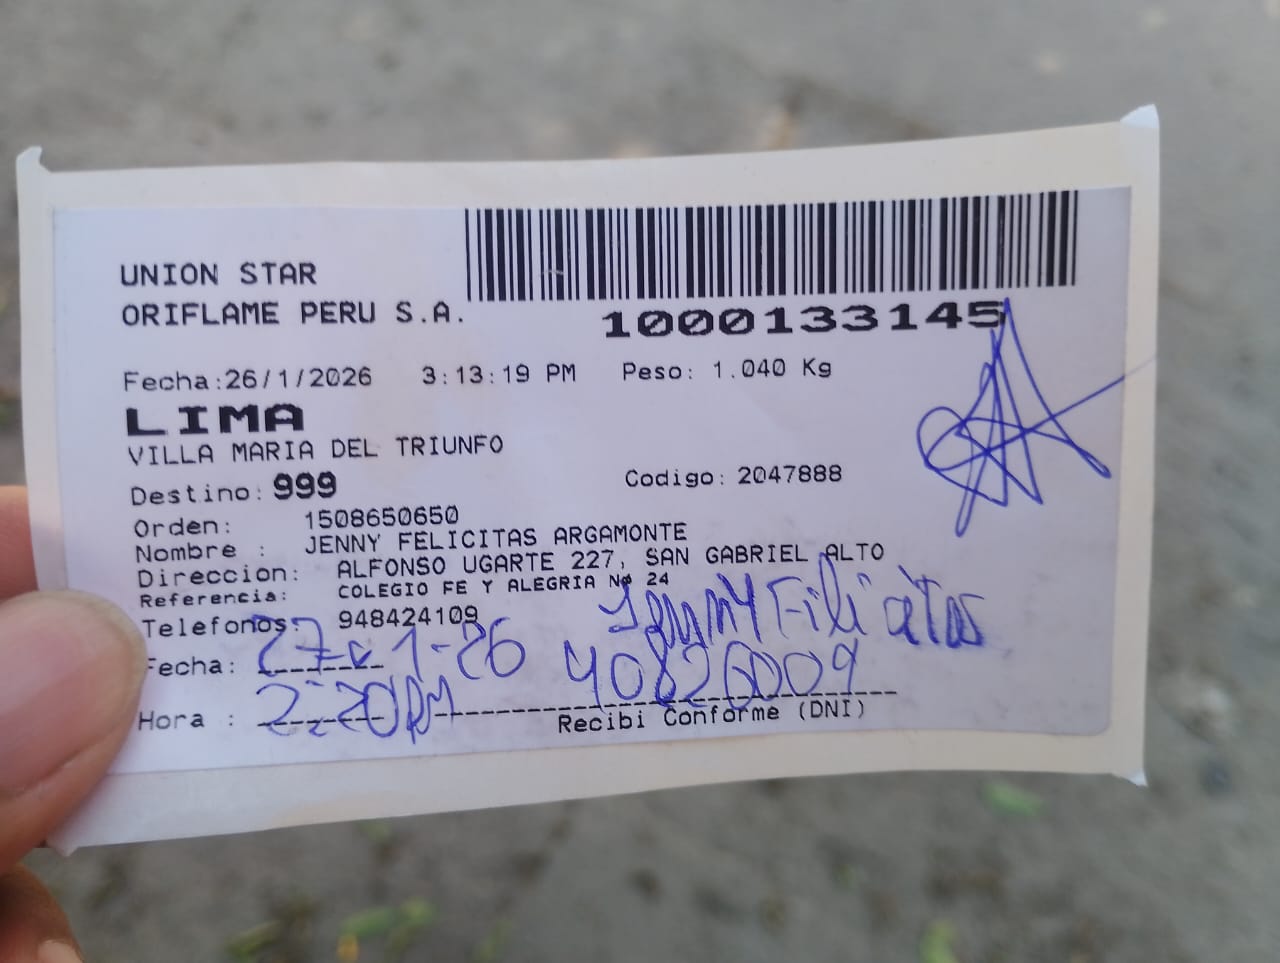 UNION STAR
ORIFLAME PERU S.A.
1000133145
Fecha:26/1/2026 3:13:19 PM Peso: 1.040 Kg
LIMA
VILLA MARIA DEL TRIUNFO
Destino: 999 Codigo: 2047888
Orden: 1508650650
Nombre : JENNY FELICITAS ARGAMONTE
Direccion: ALFONSO UGARTE 227, SAN GABRIEL ALTO
Referencia: COLEGIO FE Y ALEGRIA Nº 24
Telefonos: 948424109
Jenny Filicitas
Fecha: 27-1-26 40826009
Hora : 2:20PM
Recibi Conforme (DNI)